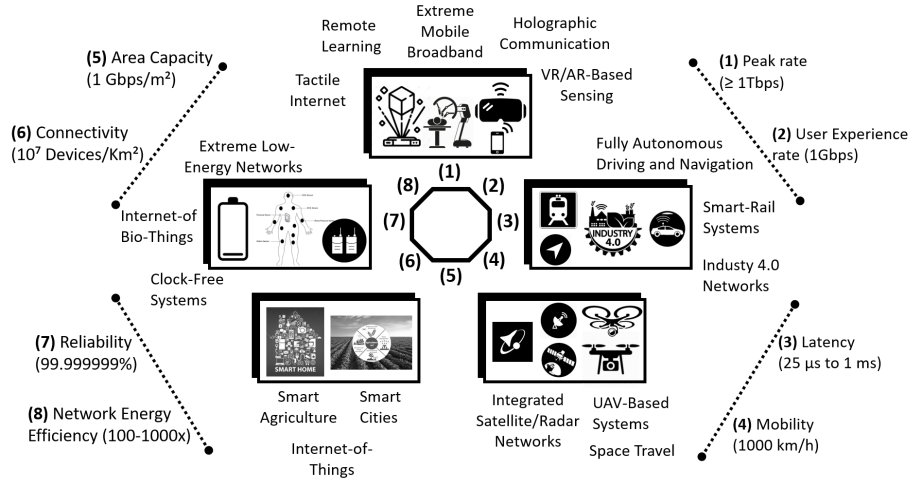 Remote
Learning
Extreme
Mobile
Broadband
Holographic
Communication
(5) Area Capacity
(1 Gbps/m²)
Tactile
Internet
VR/AR-Based
Sensing
(1) Peak rate
(≥ 1Tbps)
(6) Connectivity
(10⁷ Devices/Km²)
Extreme Low-
Energy Networks
Fully Autonomous
Driving and Navigation
(2) User Experience
rate (1Gbps)
(1)
(8)
(2)
(7)
(3)
(6)
(4)
(5)
Internet-of
Bio-Things
INDUSTRY
4.0
Smart-Rail
Systems
Clock-Free
Systems
Industy 4.0
Networks
(7) Reliability
(99.999999%)
SMART HOME
(3) Latency
(25 µs to 1 ms)
Smart
Agriculture
Smart
Cities
Integrated
Satellite/Radar
Networks
UAV-Based
Systems
(8) Network Energy
Efficiency (100-1000x)
(4) Mobility
(1000 km/h)
Internet-of-
Things
Space Travel